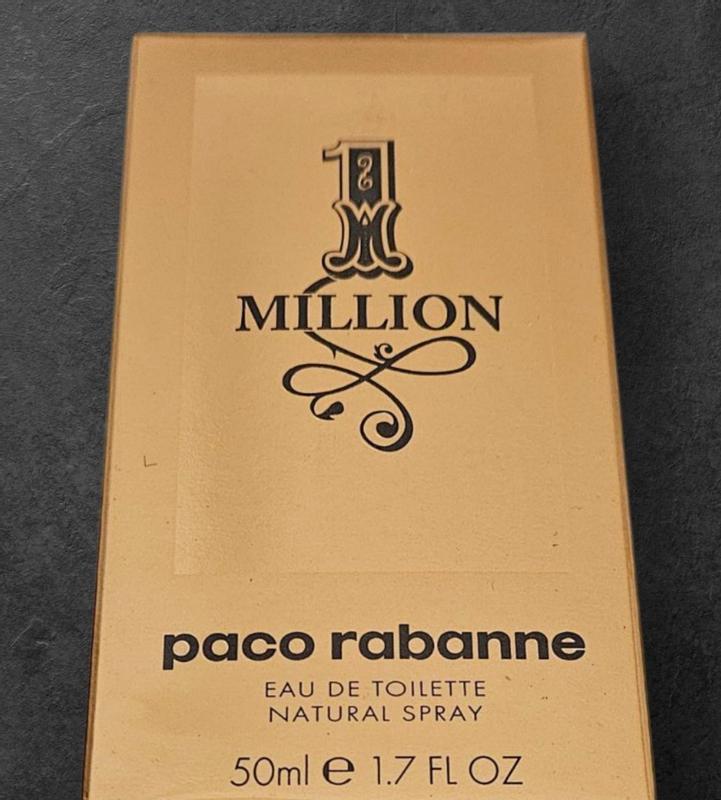 1
MILLION
paco rabanne
EAU DE TOILETTE
NATURAL SPRAY
50ml e 1.7 FL OZ